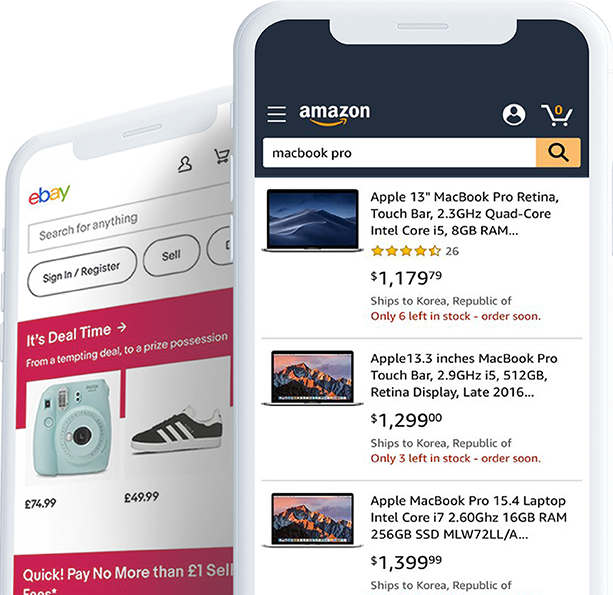 ebay
Search for anything
Sign In / Register
Sell
It's Deal Time →
From a tempting deal, to a prize possession
instax
£74.99
£49.99
Quick! Pay No More than £1 Sell
Fees*
amazon
0
macbook pro
Apple 13" MacBook Pro Retina,
Touch Bar, 2.3GHz Quad-Core
Intel Core i5, 8GB RAM...
26
$1,179.79
Ships to Korea, Republic of
Only 6 left in stock - order soon.
Apple13.3 inches MacBook Pro
Touch Bar, 2.9GHz i5, 512GB,
Retina Display, Late 2016...
$1,299.00
Ships to Korea, Republic of
Only 3 left in stock - order soon.
Apple MacBook Pro 15.4 Laptop
Intel Core i7 2.60Ghz 16GB RAM
256GB SSD MLW72LL/A...
$1,399.99
Ships to Korea, Republic of